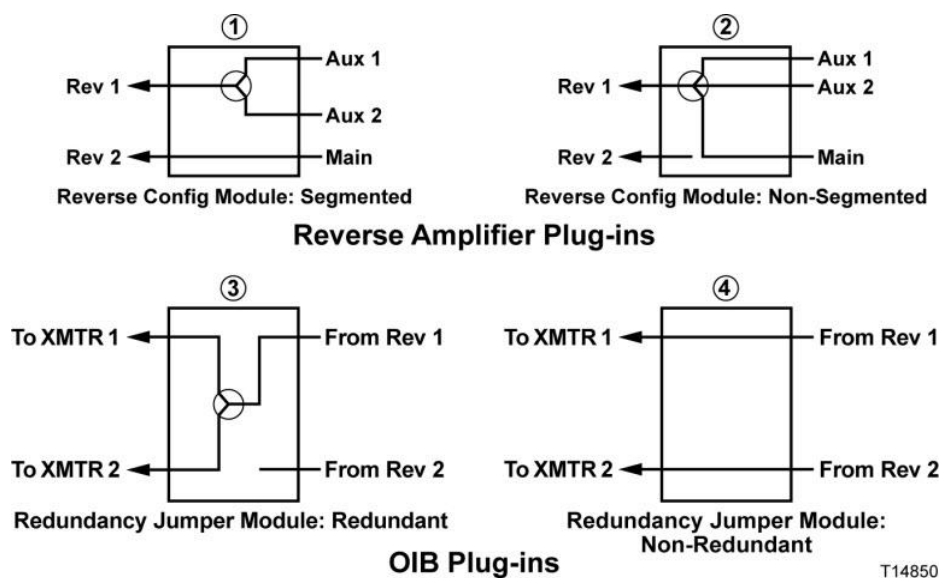 ①
Aux 1
Rev 1
Aux 2
Rev 2
Main
Reverse Config Module: Segmented
②
Aux 1
Rev 1
Aux 2
Rev 2
Main
Reverse Config Module: Non-Segmented
Reverse Amplifier Plug-ins
③
To XMTR 1
From Rev 1
To XMTR 2
From Rev 2
Redundancy Jumper Module: Redundant
④
To XMTR 1
From Rev 1
To XMTR 2
From Rev 2
Redundancy Jumper Module:
Non-Redundant
OIB Plug-ins
T14850